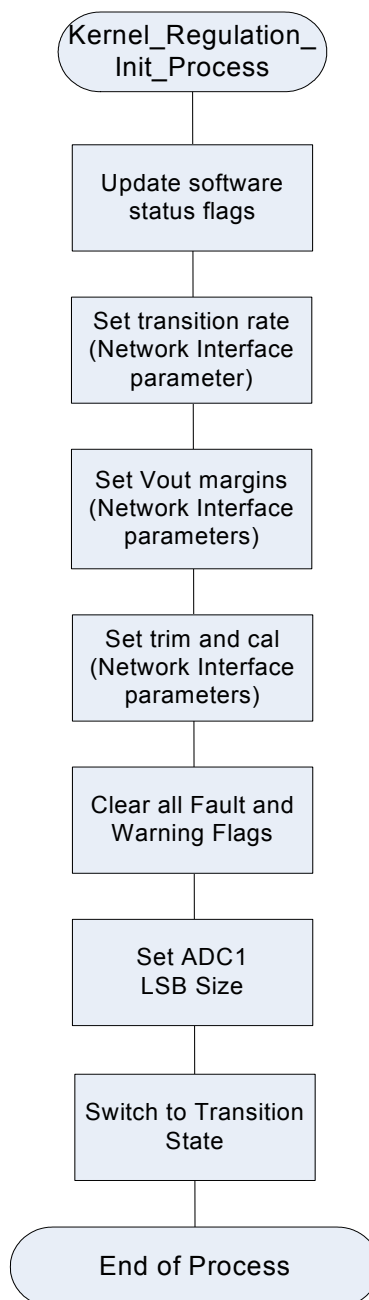 Kernel_Regulation_
Init_Process
Update software
status flags
Set transition rate
(Network Interface
parameter)
Set Vout margins
(Network Interface
parameters)
Set trim and cal
(Network Interface
parameters)
Clear all Fault and
Warning Flags
Set ADC1
LSB Size
Switch to Transition
State
End of Process